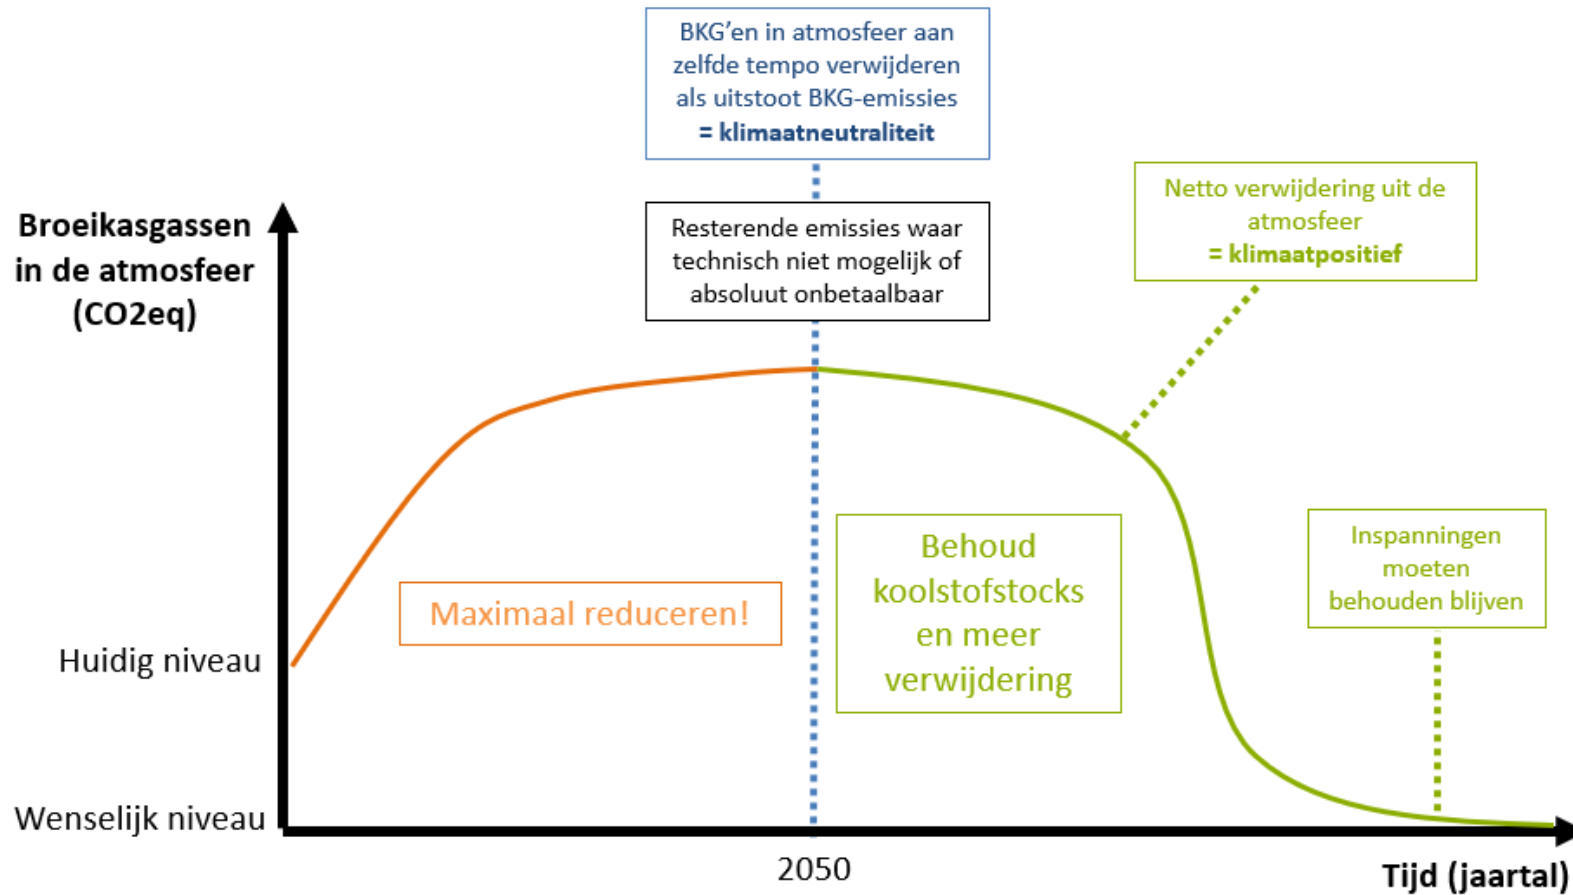 BKG'en in atmosfeer aan
zelfde tempo verwijderen
als uitstoot BKG-emissies
= klimaatneutraliteit
Netto verwijdering uit de
atmosfeer
= klimaatpositief
Broeikasgassen
in de atmosfeer
(CO2eq)
Resterende emissies waar
technisch niet mogelijk of
absoluut onbetaalbaar
Behoud
koolstofstocks
en meer
verwijdering
Inspanningen
moeten
behouden blijven
Maximaal reduceren!
Huidig niveau
Wenselijk niveau
2050
Tijd (jaartal)